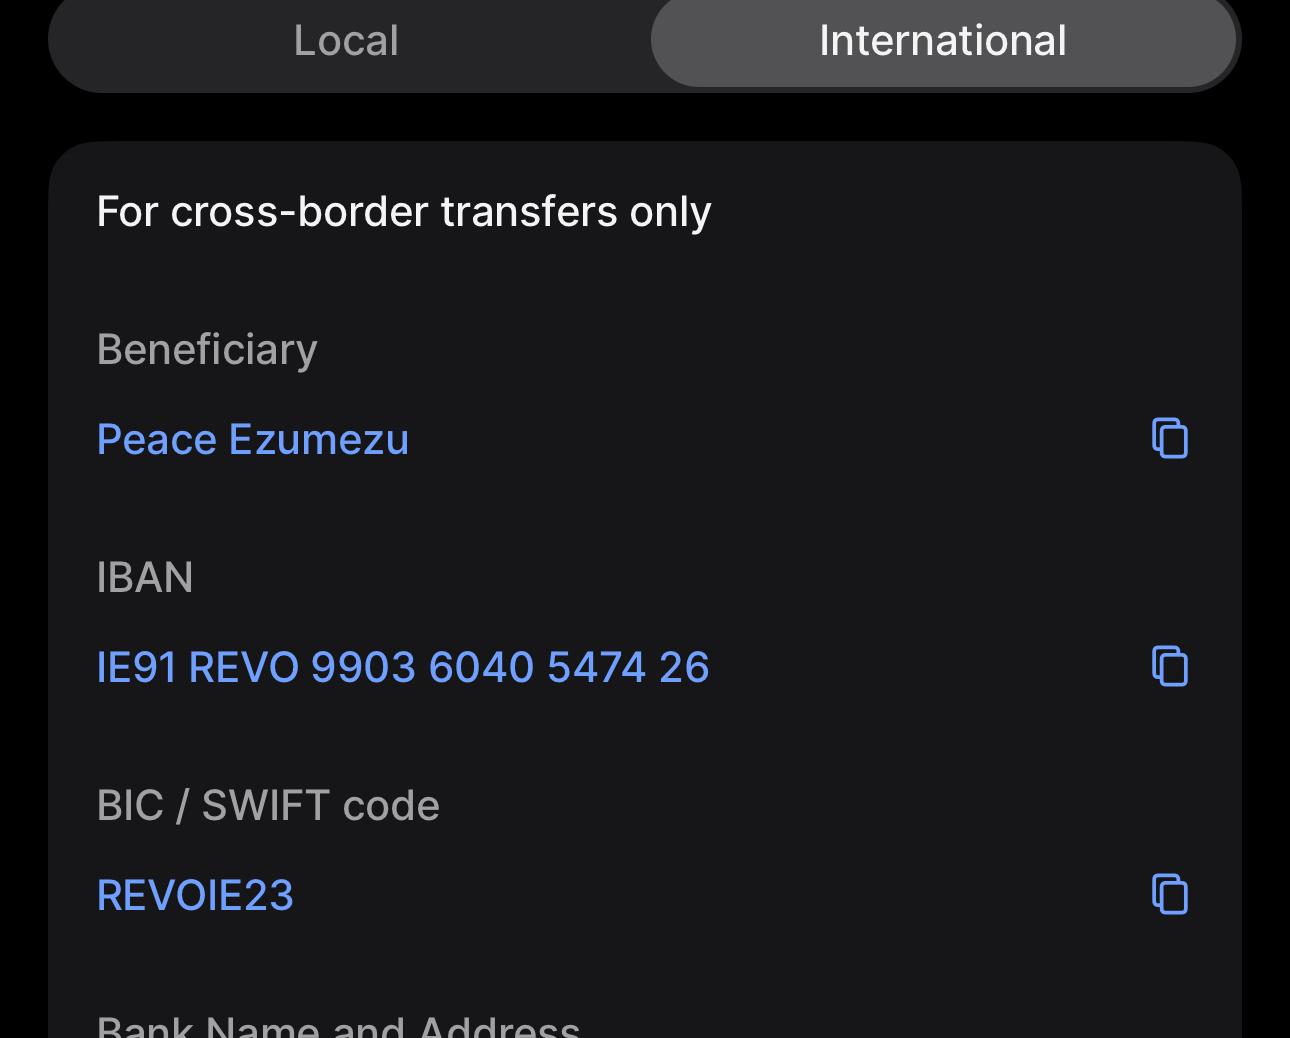 Local
International
For cross-border transfers only
Beneficiary
Peace Ezumezu
IBAN
IE91 REVO 9903 6040 5474 26
BIC / SWIFT code
REVOIE23
Bank Name and Address